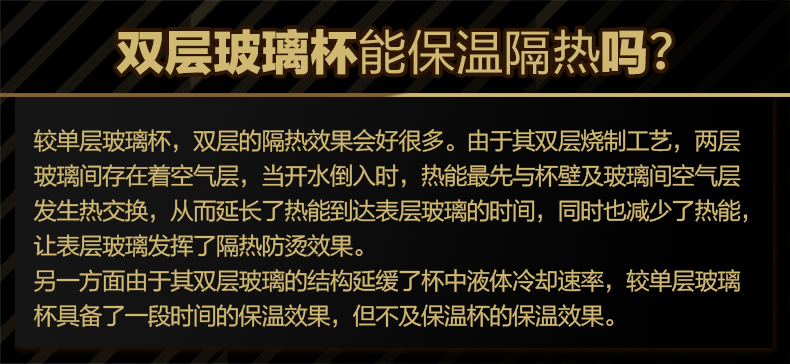 双层玻璃杯能保温隔热吗？
较单层玻璃杯，双层的隔热效果会好很多。由于其双层烧制工艺，两层
玻璃间存在着空气层，当开水倒入时，热能最先与杯壁及玻璃间空气层
发生热交换，从而延长了热能到达表层玻璃的时间，同时也减少了热能，
让表层玻璃发挥了隔热防烫效果。
另一方面由于其双层玻璃的结构延缓了杯中液体冷却速率，较单层玻璃
杯具备了一段时间的保温效果，但不及保温杯的保温效果。